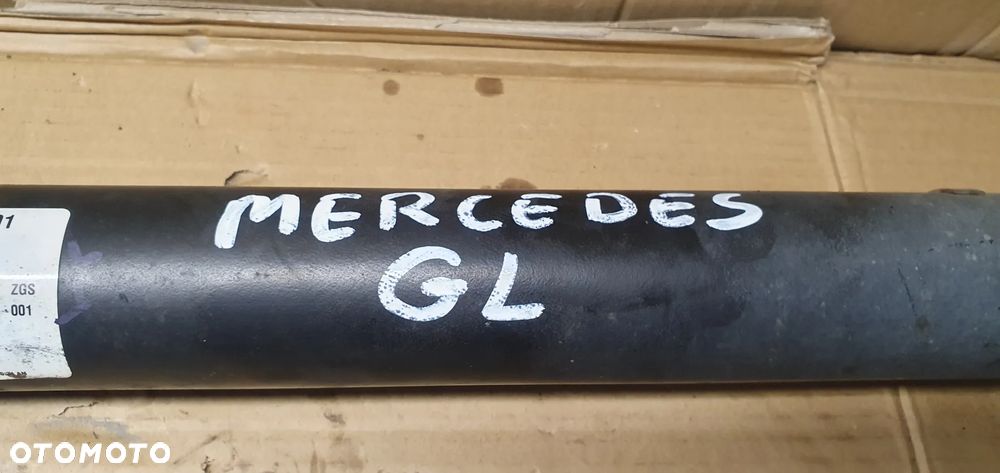 MERCEDES
GL
ZGS
001
OTOMOTO